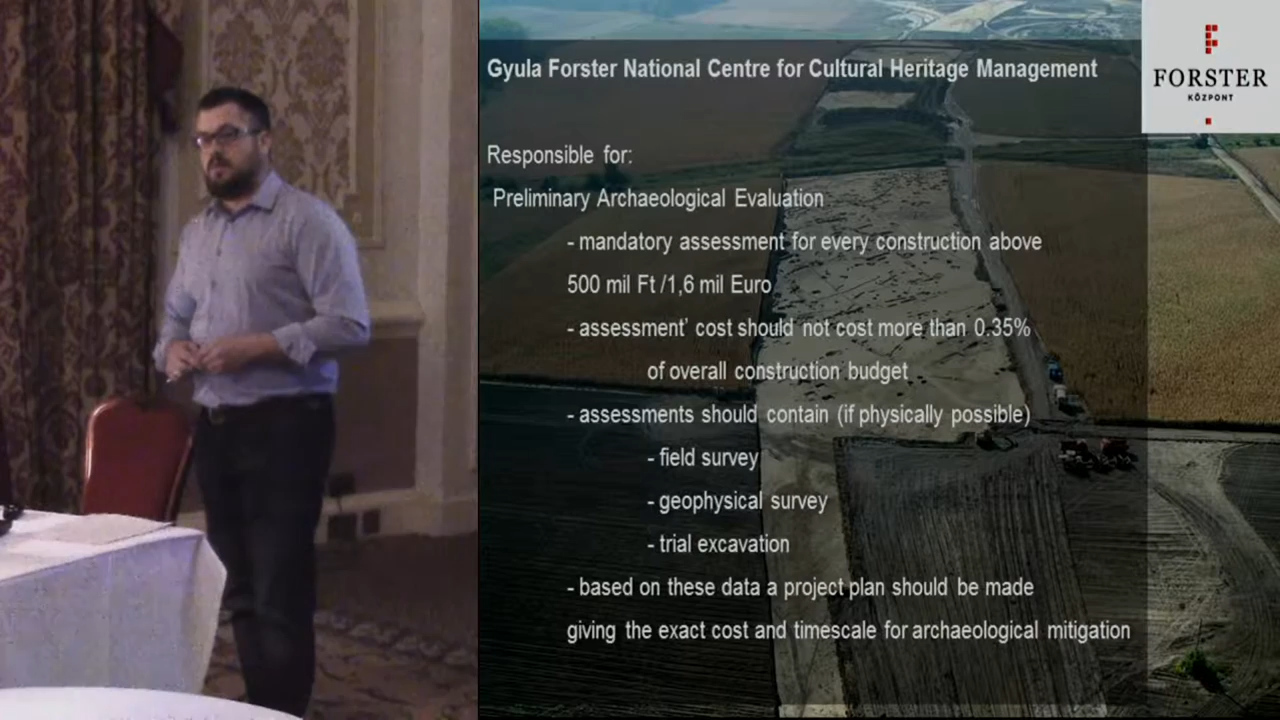 Gyula Forster National Centre for Cultural Heritage Management
FORSTER
KÖZPONT
Responsible for:
Preliminary Archaeological Evaluation
- mandatory assessment for every construction above
500 mil Ft /1,6 mil Euro
- assessment' cost should not cost more than 0.35%
of overall construction budget
- assessments should contain (if physically possible)
- field survey
- geophysical survey
- trial excavation
- based on these data a project plan should be made
giving the exact cost and timescale for archaeological mitigation